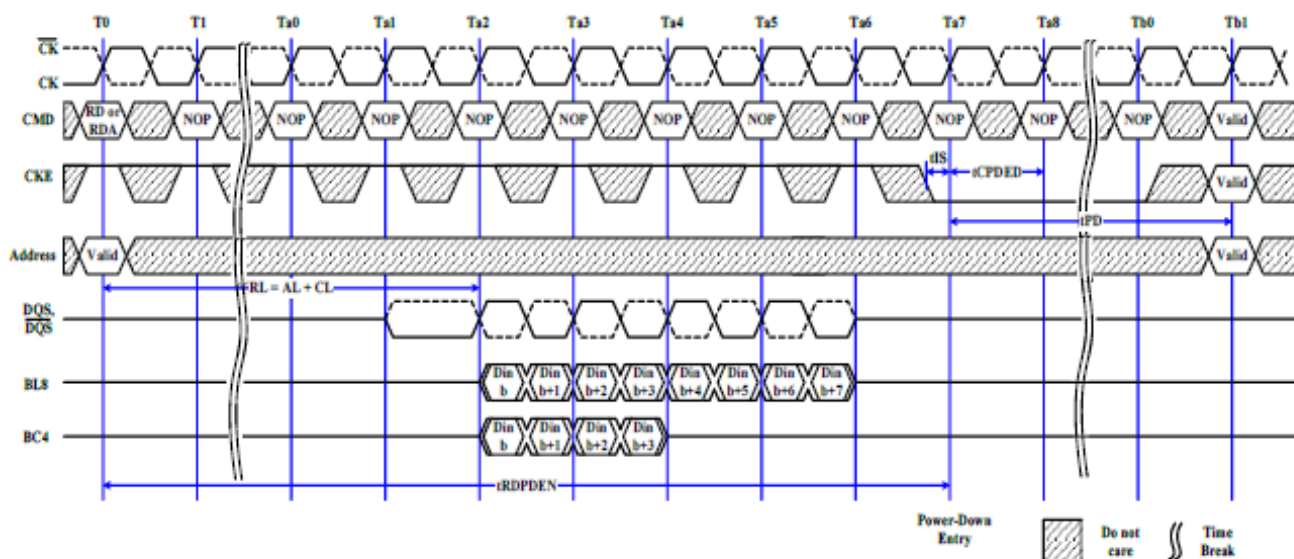 T0 T1 Ta0 Ta1 Ta2 Ta3 Ta4 Ta5 Ta6 Ta7 Ta8 Tb0 Tb1
CK
CK
CMD RD or RDA NOP NOP NOP NOP NOP NOP NOP NOP NOP NOP NOP Valid
CKE tIS tCPDED Valid
tPD
Address Valid Valid
RL = AL + CL
DQS,
DQS
BL8 Din b Din b+1 Din b+2 Din b+3 Din b+4 Din b+5 Din b+6 Din b+7
BC4 Din b Din b+1 Din b+2 Din b+3
tRDPDEN
Power-Down
Entry
Do not
care
Time
Break